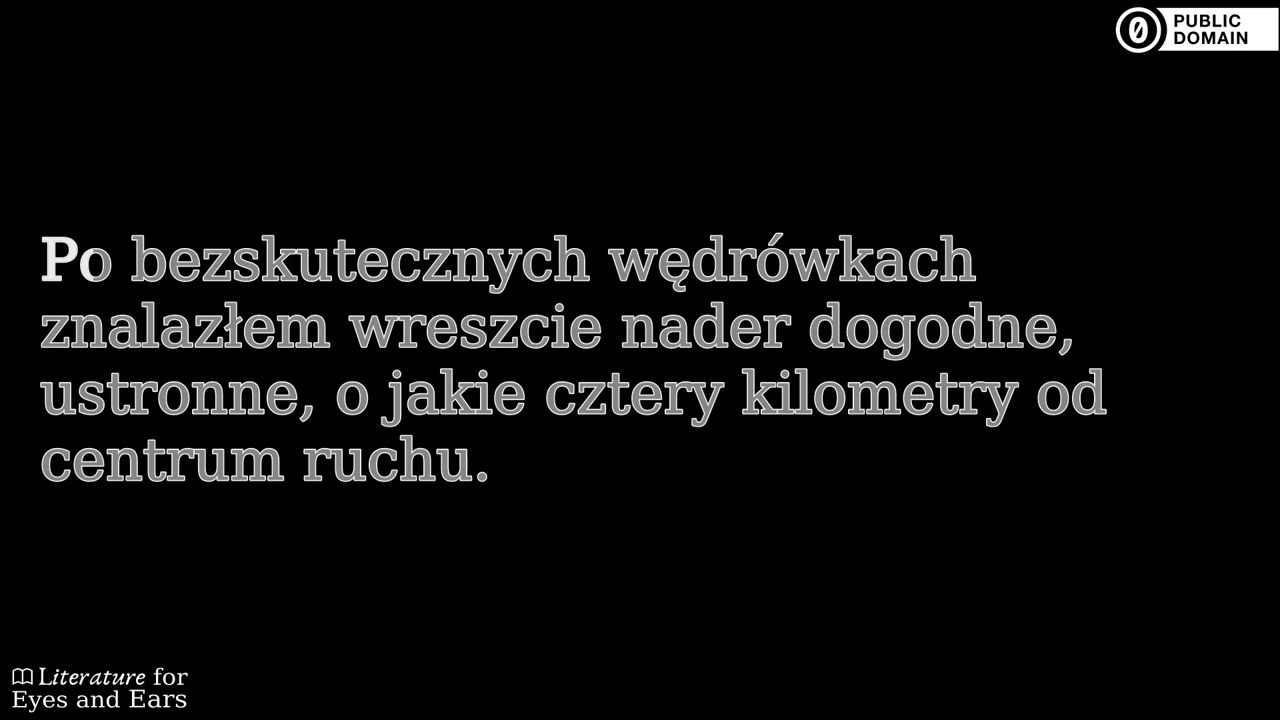 PUBLIC
DOMAIN
Po bezskutecznych wędrówkach
znalazłem wreszcie nader dogodne,
ustronne, o jakie cztery kilometry od
centrum ruchu.
Literature for
Eyes and Ears